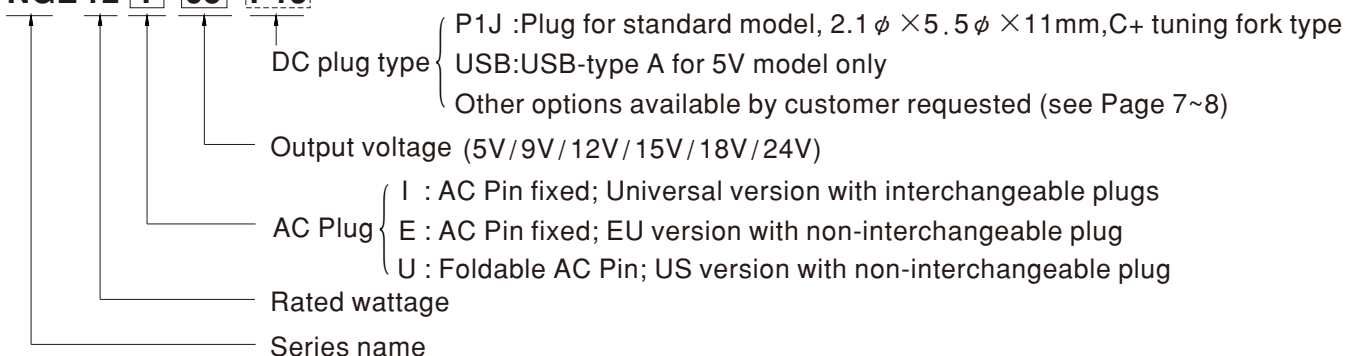 P1J :Plug for standard model, 2.1φ×5.5φ×11mm,C+ tuning fork type
DC plug type
USB:USB-type A for 5V model only
Other options available by customer requested (see Page 7~8)
Output voltage (5V/9V/12V/15V/18V/24V)
I : AC Pin fixed; Universal version with interchangeable plugs
AC Plug
E : AC Pin fixed; EU version with non-interchangeable plug
U : Foldable AC Pin; US version with non-interchangeable plug
Rated wattage
Series name